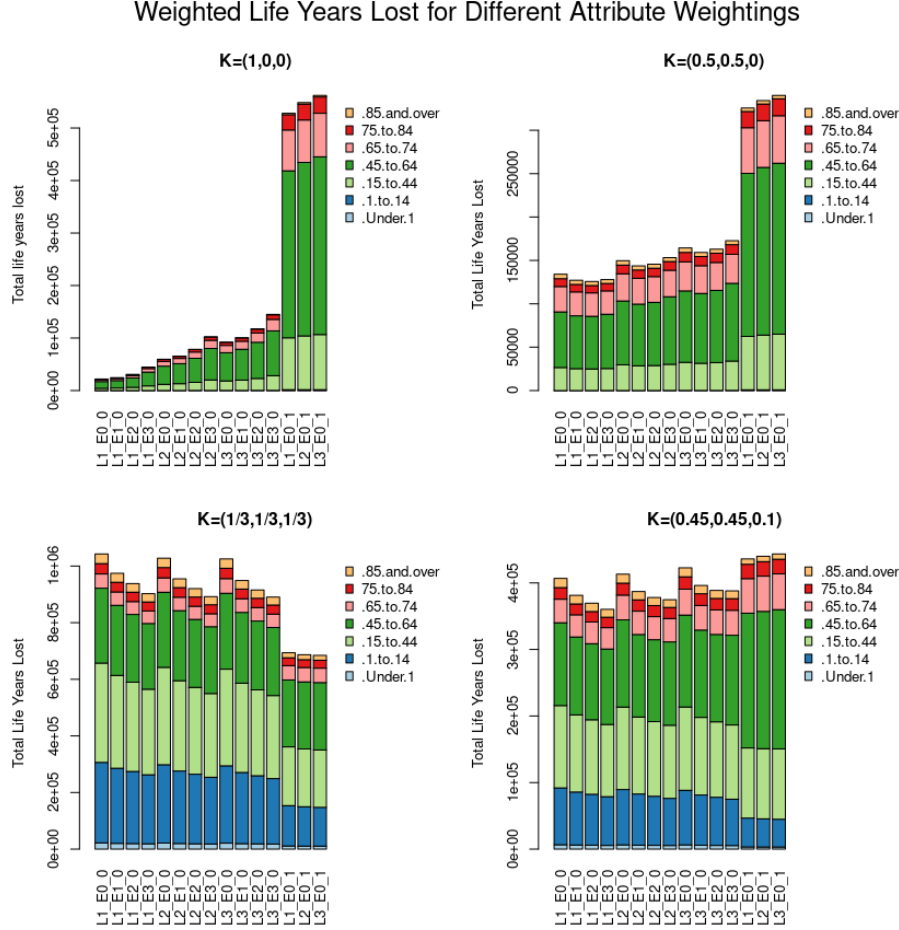 Weighted Life Years Lost for Different Attribute Weightings
K=(1,0,0)
Total life years lost
0e+00
1e+05
2e+05
3e+05
4e+05
5e+05
.85.and.over
75.to.84
.65.to.74
.45.to.64
.15.to.44
.1.to.14
.Under.1
L1_E0_0
L1_E1_0
L1_E2_0
L1_E3_0
L2_E0_0
L2_E1_0
L2_E2_0
L2_E3_0
L3_E0_0
L3_E1_0
L3_E2_0
L3_E3_0
L1_E0_1
L2_E0_1
L3_E0_1
K=(0.5,0.5,0)
Total Life Years Lost
0
50000
150000
250000
.85.and.over
75.to.84
.65.to.74
.45.to.64
.15.to.44
.1.to.14
.Under.1
L1_E0_0
L1_E1_0
L1_E2_0
L1_E3_0
L2_E0_0
L2_E1_0
L2_E2_0
L2_E3_0
L3_E0_0
L3_E1_0
L3_E2_0
L3_E3_0
L1_E0_1
L2_E0_1
L3_E0_1
K=(1/3,1/3,1/3)
Total Life Years Lost
0e+00
2e+05
4e+05
6e+05
8e+05
1e+06
.85.and.over
75.to.84
.65.to.74
.45.to.64
.15.to.44
.1.to.14
.Under.1
L1_E0_0
L1_E1_0
L1_E2_0
L1_E3_0
L2_E0_0
L2_E1_0
L2_E2_0
L2_E3_0
L3_E0_0
L3_E1_0
L3_E2_0
L3_E3_0
L1_E0_1
L2_E0_1
L3_E0_1
K=(0.45,0.45,0.1)
Total Life Years Lost
0e+00
1e+05
2e+05
3e+05
4e+05
.85.and.over
75.to.84
.65.to.74
.45.to.64
.15.to.44
.1.to.14
.Under.1
L1_E0_0
L1_E1_0
L1_E2_0
L1_E3_0
L2_E0_0
L2_E1_0
L2_E2_0
L2_E3_0
L3_E0_0
L3_E1_0
L3_E2_0
L3_E3_0
L1_E0_1
L2_E0_1
L3_E0_1